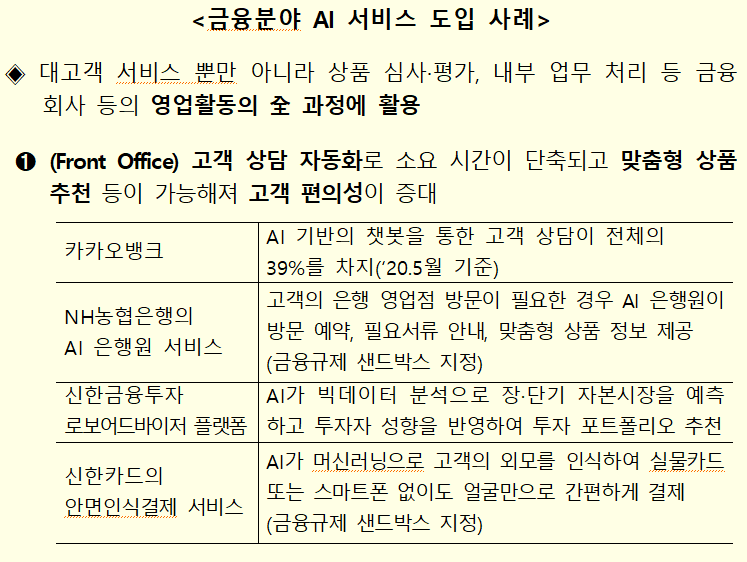 <금융분야 AI 서비스 도입 사례>
◈ 대고객 서비스 뿐만 아니라 상품 심사·평가, 내부 업무 처리 등 금융
회사 등의 영업활동의 全 과정에 활용
❶ (Front Office) 고객 상담 자동화로 소요 시간이 단축되고 맞춤형 상품
추천 등이 가능해져 고객 편의성이 증대
카카오뱅크
AI 기반의 챗봇을 통한 고객 상담이 전체의
39%를 차지(‘20.5월 기준)
NH농협은행의
AI 은행원 서비스
고객의 은행 영업점 방문이 필요한 경우 AI 은행원이
방문 예약, 필요서류 안내, 맞춤형 상품 정보 제공
(금융규제 샌드박스 지정)
신한금융투자
로보어드바이저 플랫폼
AI가 빅데이터 분석으로 장·단기 자본시장을 예측
하고 투자자 성향을 반영하여 투자 포트폴리오 추천
신한카드의
안면인식결제 서비스
AI가 머신러닝으로 고객의 외모를 인식하여 실물카드
또는 스마트폰 없이도 얼굴만으로 간편하게 결제
(금융규제 샌드박스 지정)